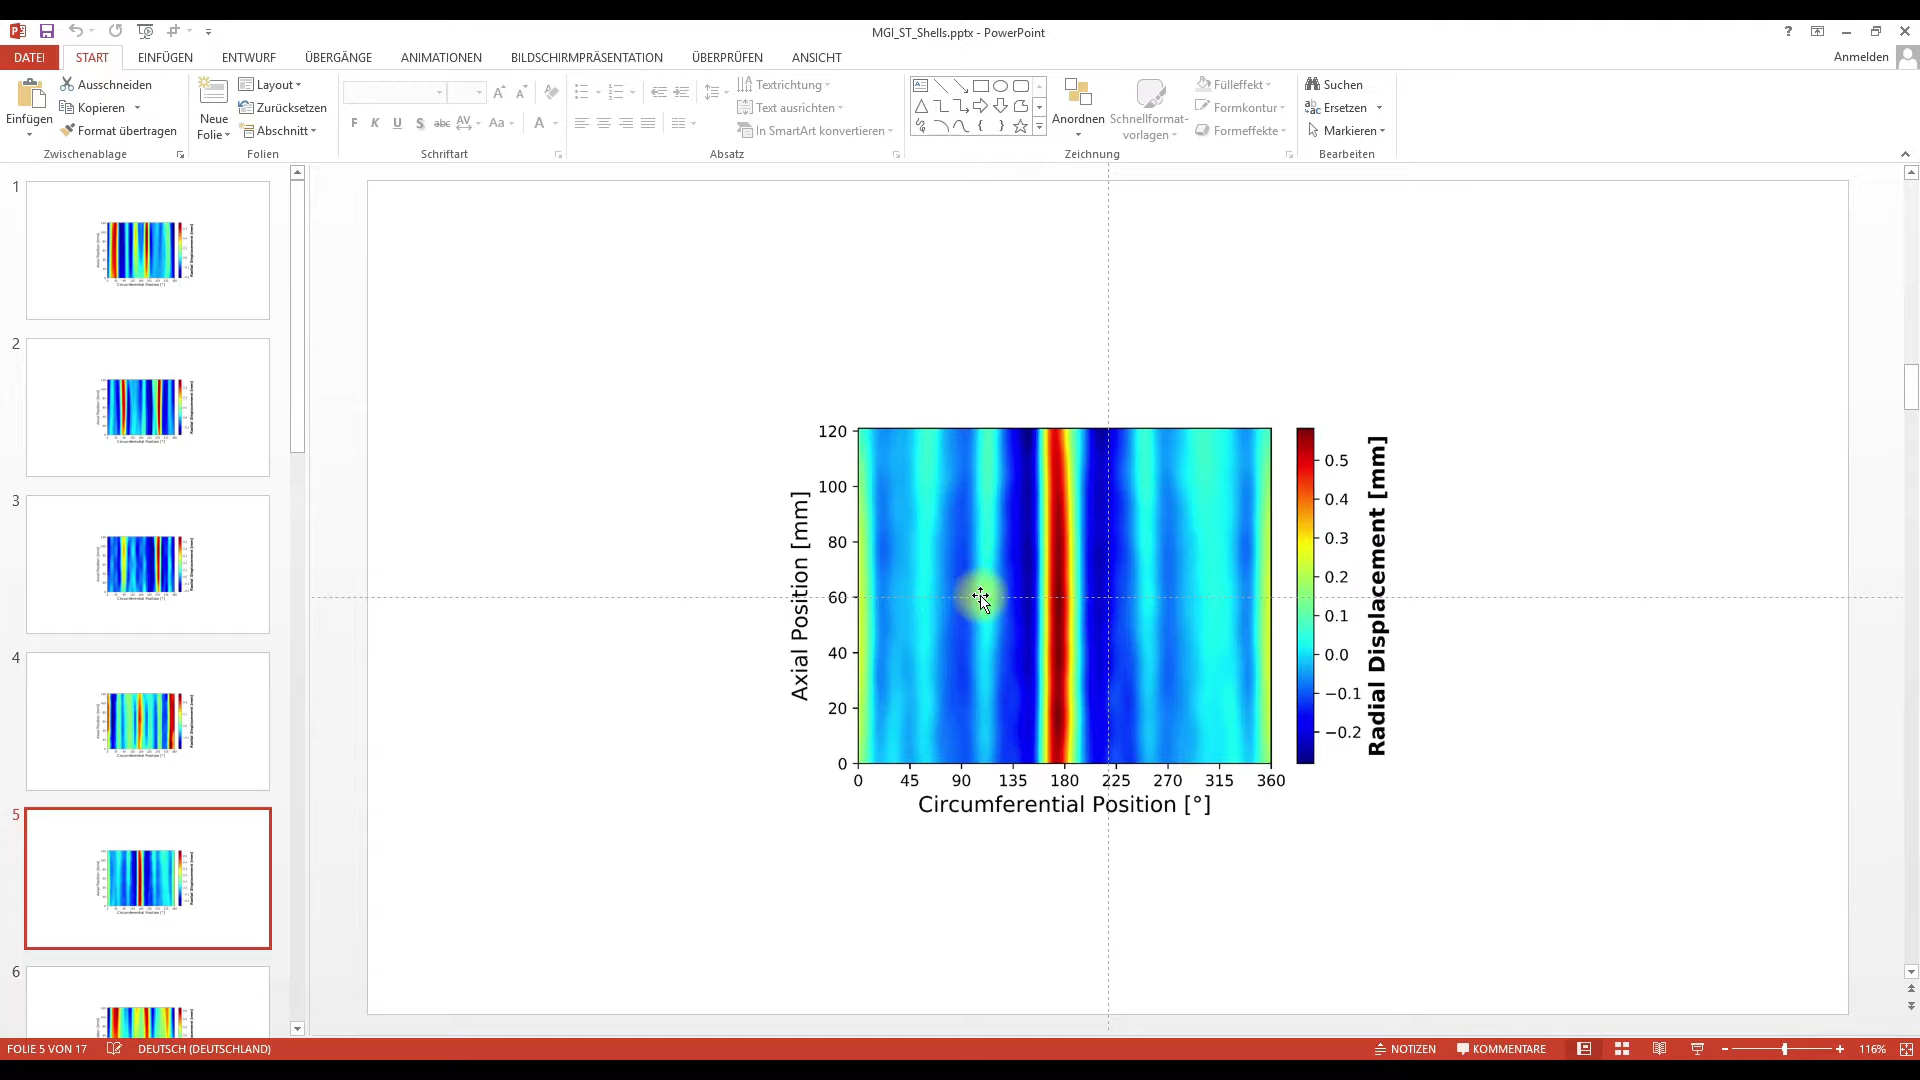 MGI_ST_Shells.pptx - PowerPoint
?
DATEI START EINFÜGEN ENTWURF ÜBERGÄNGE ANIMATIONEN BILDSCHIRMPRÄSENTATION ÜBERPRÜFEN ANSICHT Anmelden
Einfügen
Ausschneiden
Kopieren
Format übertragen
Zwischenablage
Neue
Folie
Layout
Zurücksetzen
Abschnitt
Folien
F K U S abc AV Aa A
Schriftart
Textrichtung
Text ausrichten
In SmartArt konvertieren
Absatz
Anordnen
Schnellformat-
vorlagen
Fülleffekt
Formkontur
Formeffekte
Zeichnung
Suchen
Ersetzen
Markieren
Bearbeiten
1
2
3
4
5
6
Axial Position [mm]
120
100
80
60
40
20
0
0 45 90 135 180 225 270 315 360
Circumferential Position [°]
0.5
0.4
0.3
0.2
0.1
0.0
−0.1
−0.2
Radial Displacement [mm]
FOLIE 5 VON 17 DEUTSCH (DEUTSCHLAND) NOTIZEN KOMMENTARE 116%